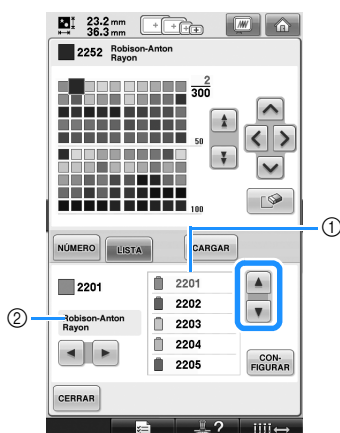 23.2 mm
36.3 mm
2252 Robison-Anton
Rayon
2
300
50
100
NÚMERO LISTA CARGAR
①
2201
2201
2202
② Robison-Anton
Rayon
2203
2204
2205
CON-
FIGURAR
CERRAR
?